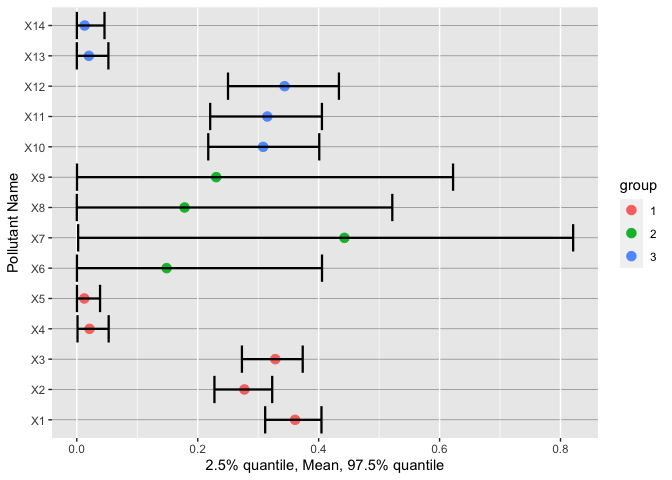 X14
X13
X12
X11
X10
X9
X8
X7
X6
X5
X4
X3
X2
X1
Pollutant Name
0.0 0.2 0.4 0.6 0.8
2.5% quantile, Mean, 97.5% quantile
group
1
2
3